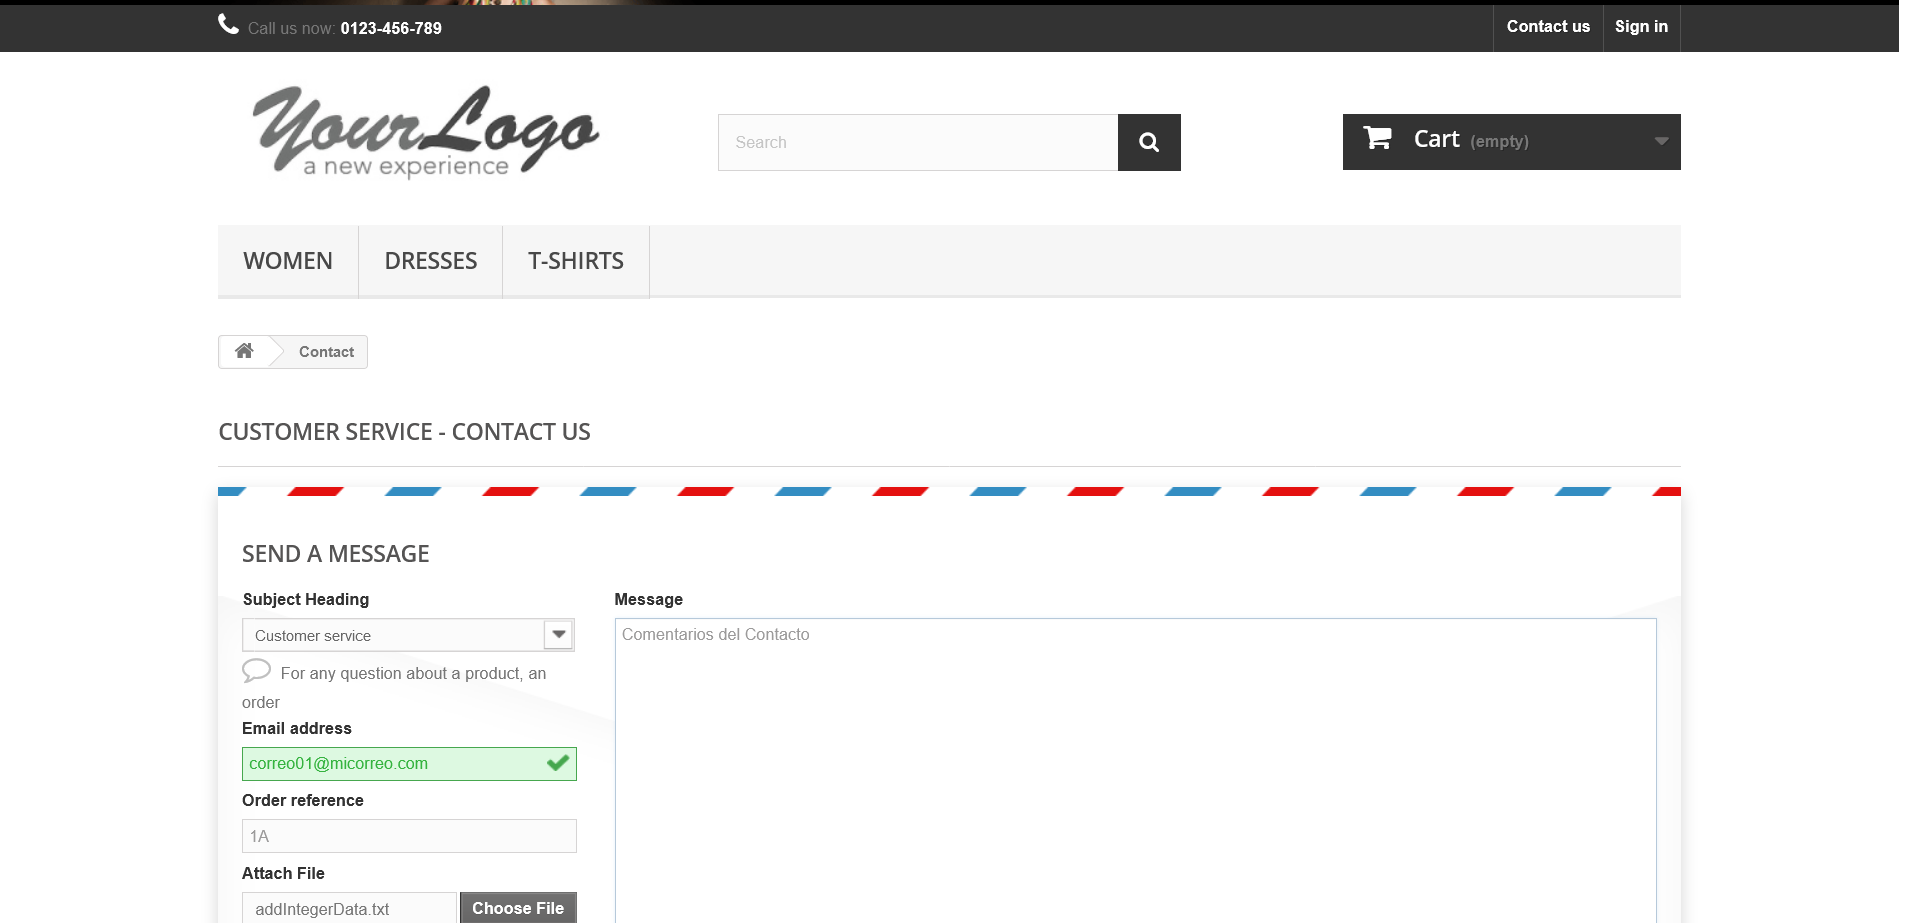 Call us now: 0123-456-789
Contact us
Sign in
YourLogo
a new experience
Search
Cart (empty)
WOMEN
DRESSES
T-SHIRTS
Contact
CUSTOMER SERVICE - CONTACT US
SEND A MESSAGE
Subject Heading
Customer service
For any question about a product, an
order
Email address
correo01@micorreo.com
Order reference
1A
Attach File
addIntegerData.txt
Choose File
Message
Comentarios del Contacto